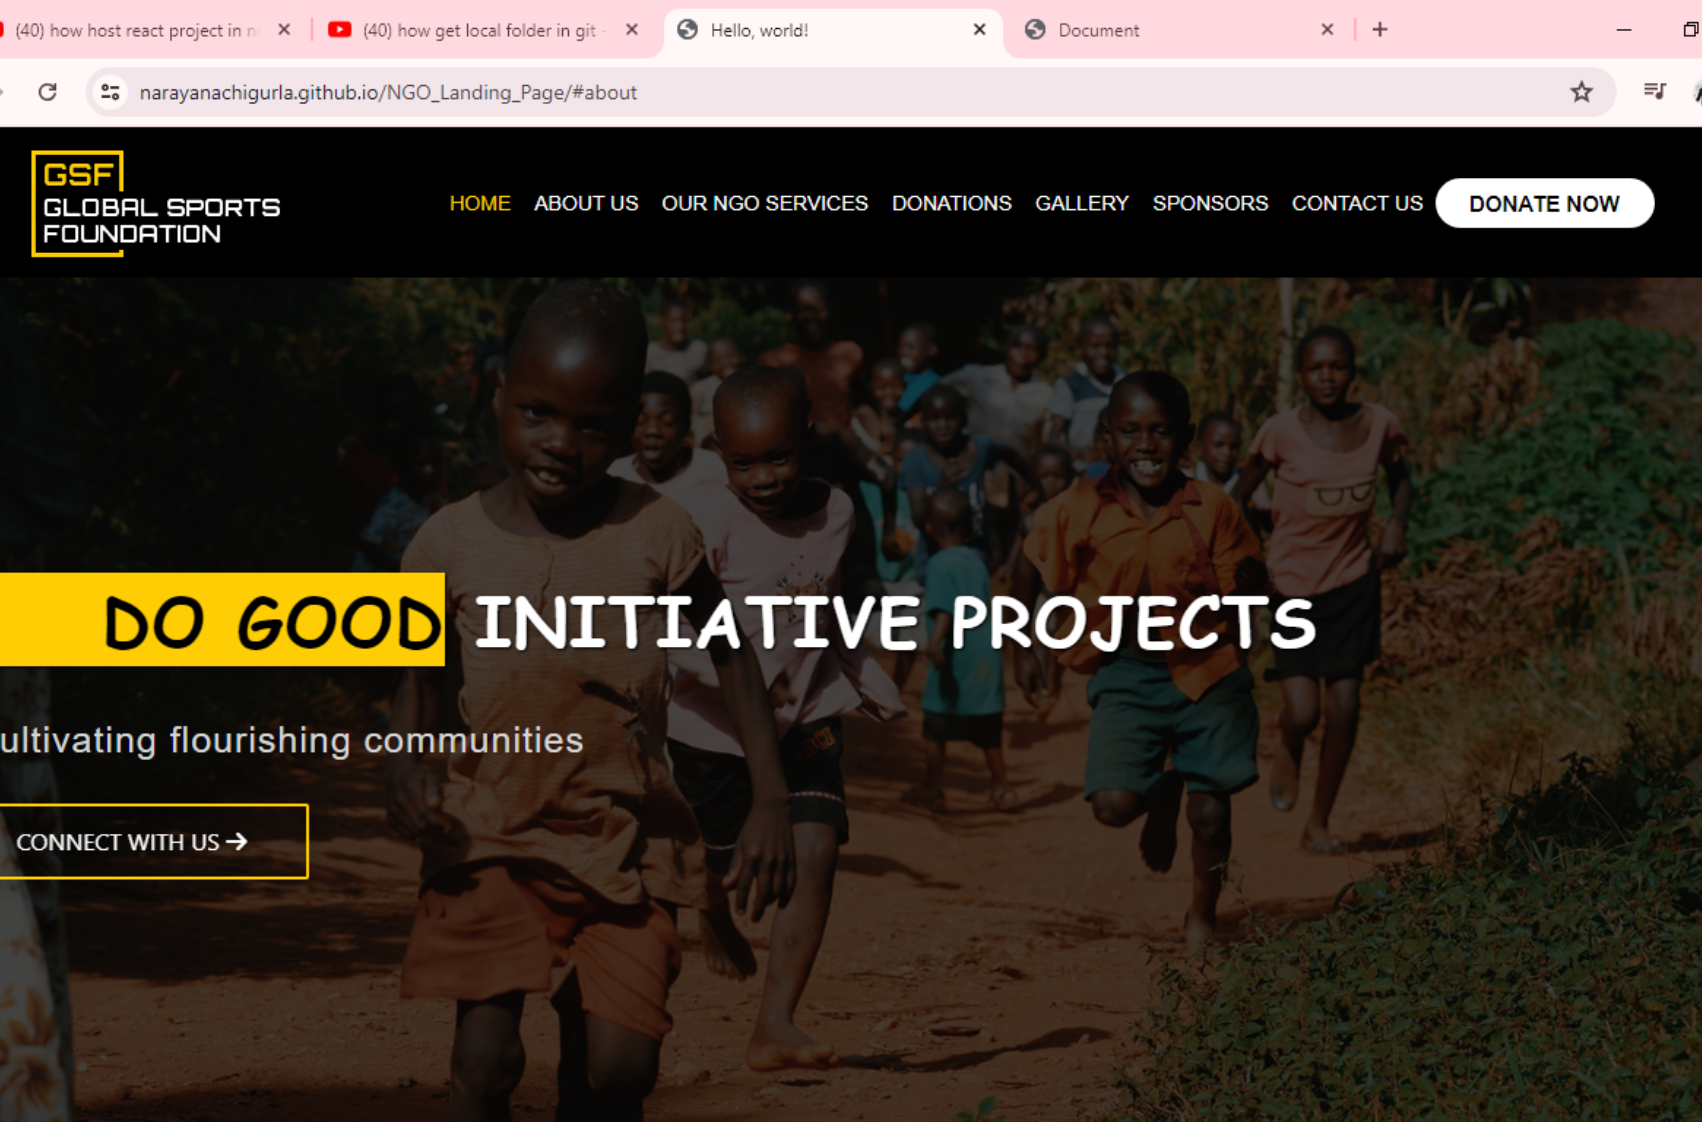 (40) how host react project in n
(40) how get local folder in git -
Hello, world!
Document
narayanachigurla.github.io/NGO_Landing_Page/#about
GSF
GLOBAL SPORTS
FOUNDATION
HOME ABOUT US OUR NGO SERVICES DONATIONS GALLERY SPONSORS CONTACT US DONATE NOW
DO GOOD INITIATIVE PROJECTS
ultivating flourishing communities
CONNECT WITH US →